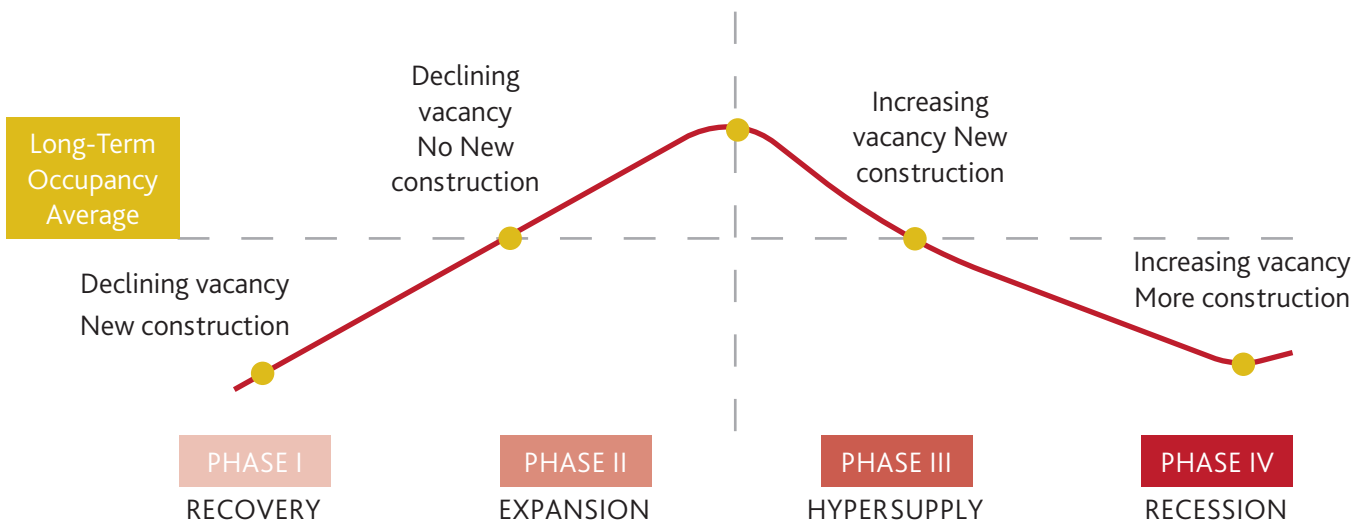 Long-Term
Occupancy
Average
Declining vacancy
New construction
Declining
vacancy
No New
construction
Increasing
vacancy New
construction
Increasing vacancy
More construction
PHASE I
RECOVERY
PHASE II
EXPANSION
PHASE III
HYPERSUPPLY
PHASE IV
RECESSION